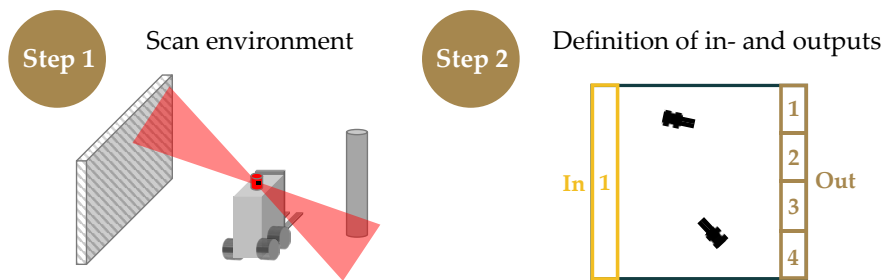 Step 1
Scan environment
Step 2
Definition of in- and outputs
In
1
1
2
3
4
Out